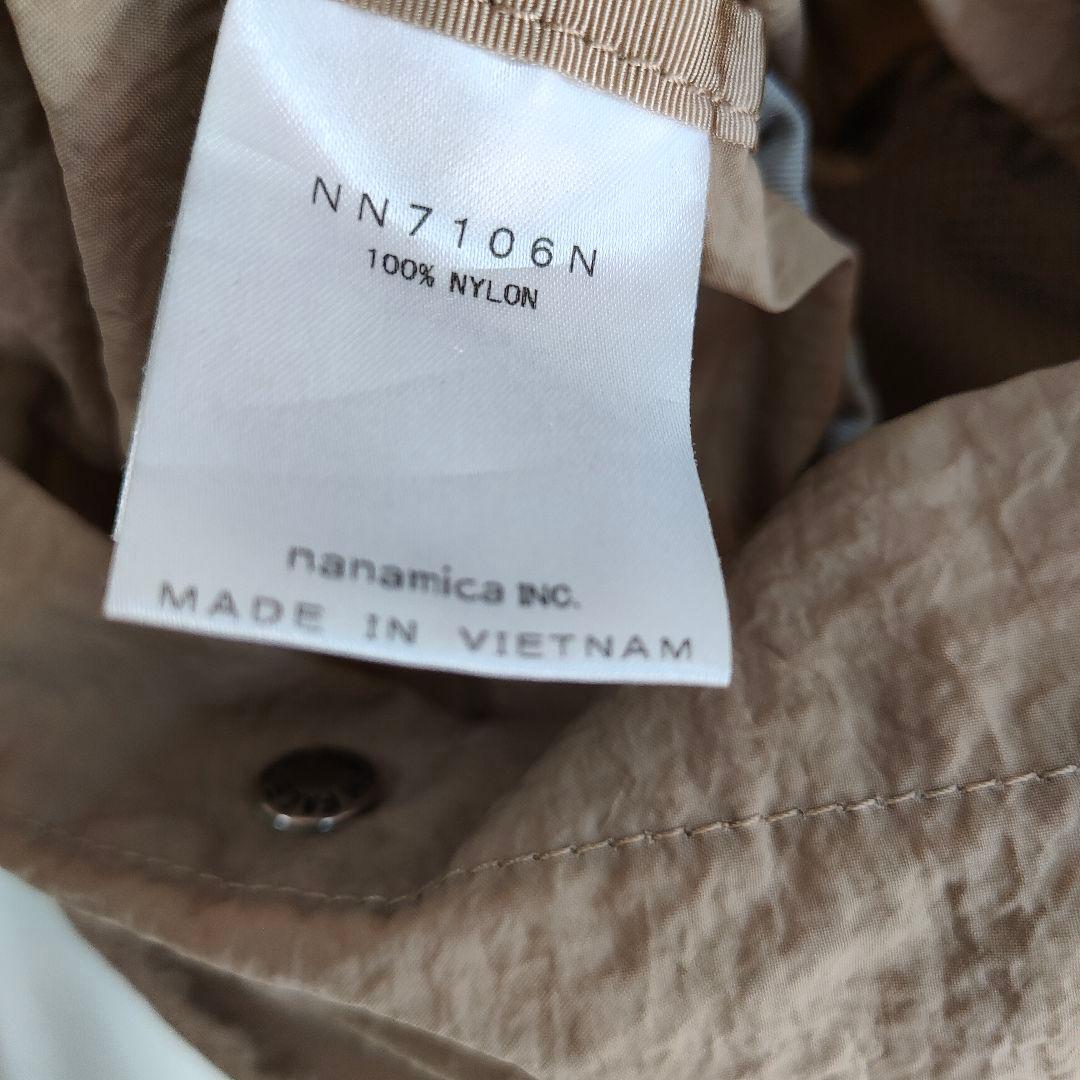 NN7106N
100% NYLON
nanamica INC.
MADE IN VIETNAM